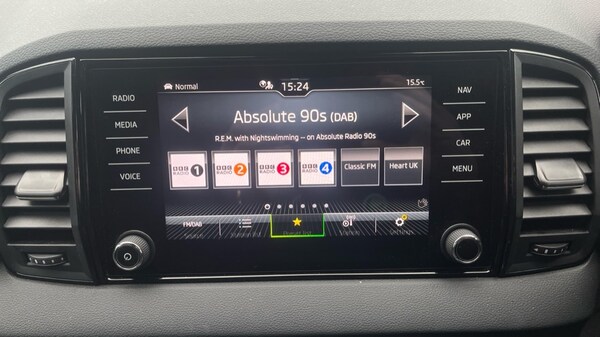 RADIO
MEDIA
PHONE
VOICE
Normal
15:24
15.5°C
Absolute 90s (DAB)
R.E.M. with Nightswimming -- on Absolute Radio 90s
BBC RADIO 1
BBC RADIO 2
BBC RADIO 3
BBC RADIO 4
Classic FM
Heart UK
FM/DAB
Settings
NAV
APP
CAR
MENU